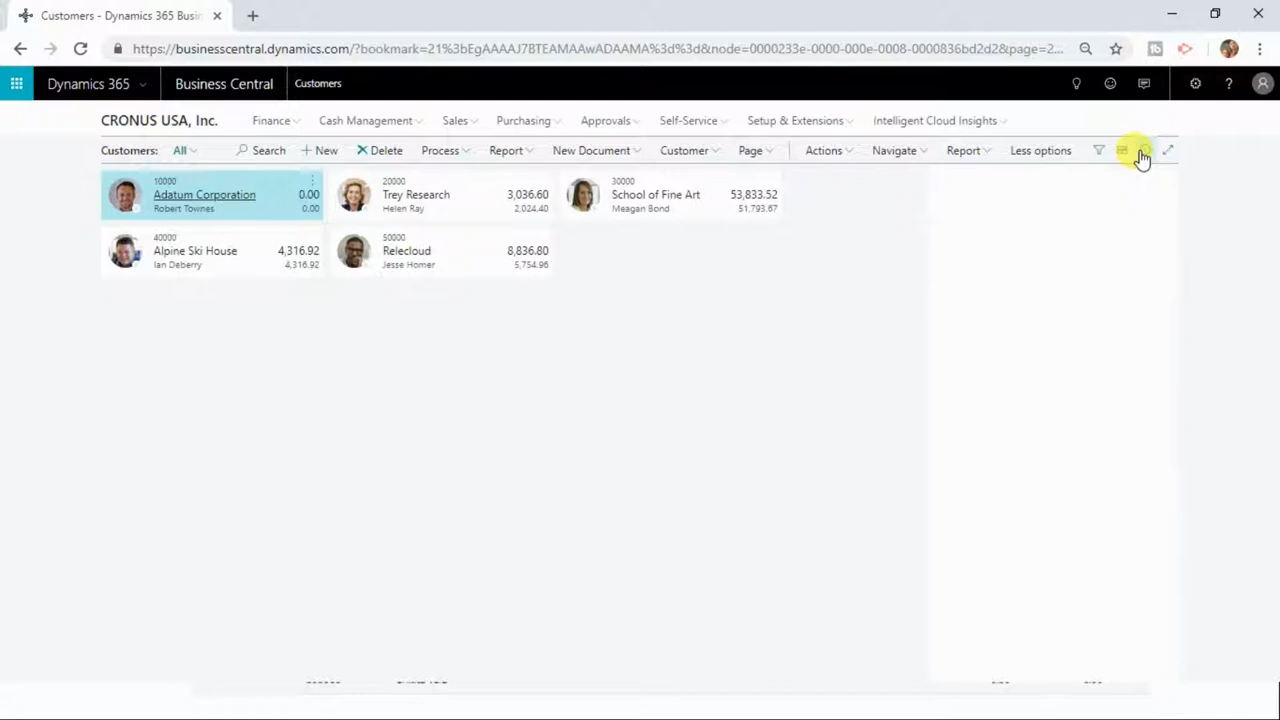 Customers - Dynamics 365 Busi
https://businesscentral.dynamics.com/?bookmark=21%3bEgAAAAJ7BTEAMAAwADAAMA%3d%3d&node=0000233e-0000-000e-0008-0000836bd2d2&page=2...
Dynamics 365 Business Central Customers
CRONUS USA, Inc. Finance Cash Management Sales Purchasing Approvals Self-Service Setup & Extensions Intelligent Cloud Insights
Customers: All Search + New Delete Process Report New Document Customer Page Actions Navigate Report Less options
10000
Adatum Corporation 0.00
Robert Townes 0.00
20000
Trey Research 3,036.60
Helen Ray 2,024.40
30000
School of Fine Art 53,833.52
Meagan Bond 51,793.67
40000
Alpine Ski House 4,316.92
Ian Deberry 4,316.92
50000
Relecloud 8,836.80
Jesse Homer 5,754.96